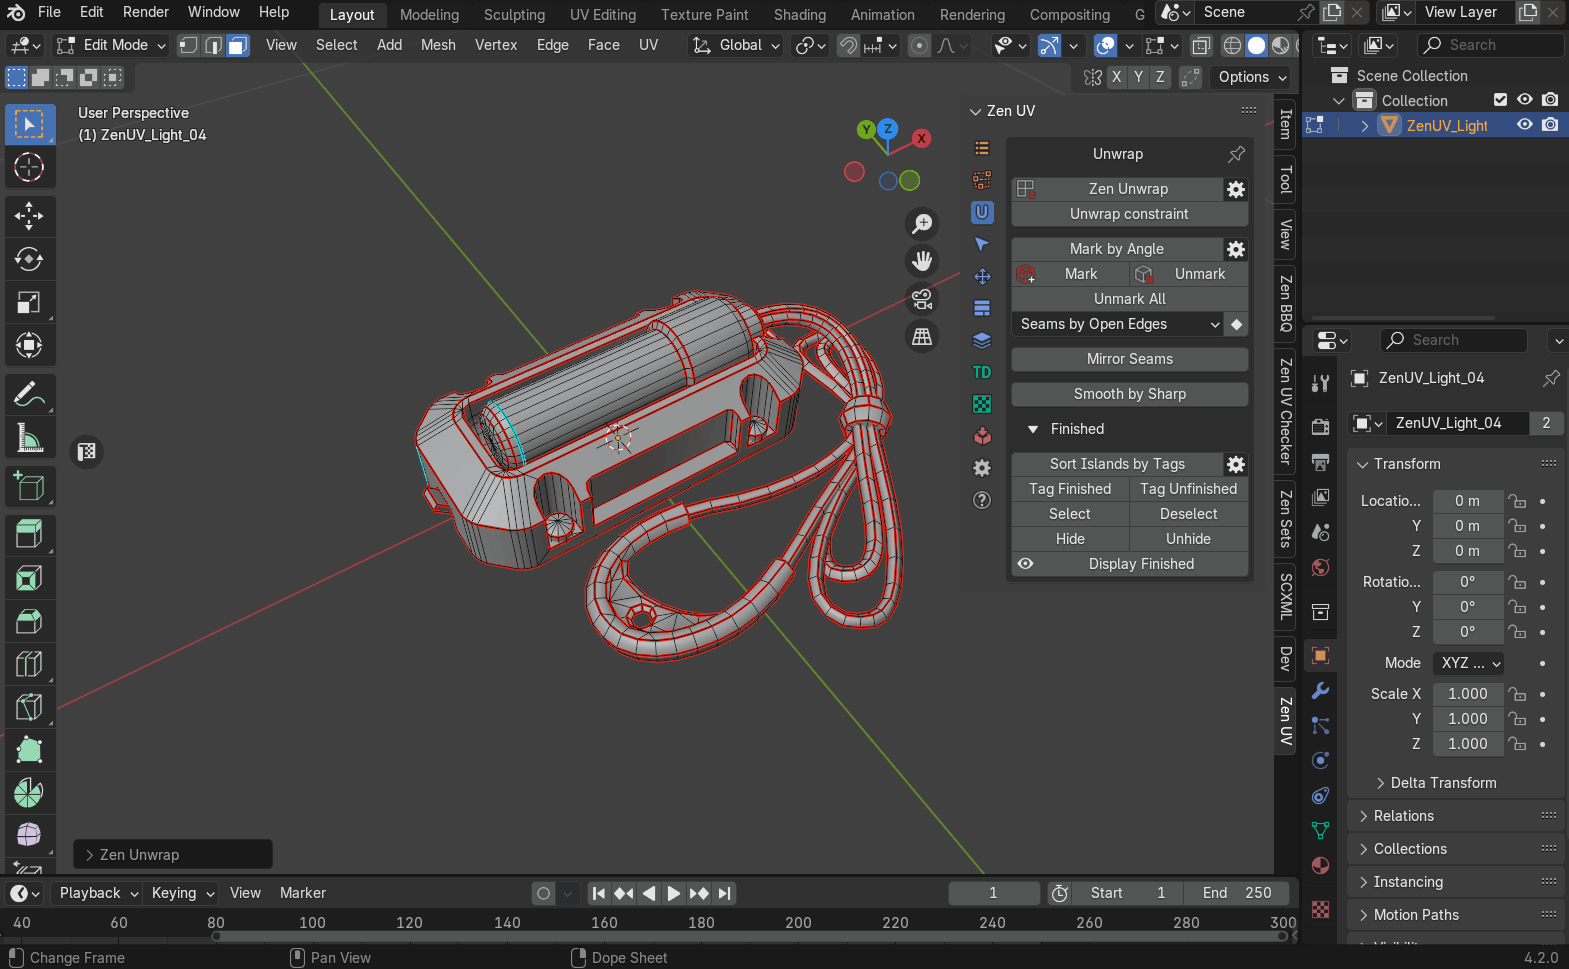 File Edit Render Window Help Layout Modeling Sculpting UV Editing Texture Paint Shading Animation Rendering Compositing G Scene View Layer
Edit Mode View Select Add Mesh Vertex Edge Face UV Global Search
X Y Z Options
Scene Collection
Collection
ZenUV_Light
User Perspective
(1) ZenUV_Light_04
Y Z X
Zen UV
Unwrap
Zen Unwrap
Unwrap constraint
Mark by Angle
Mark Unmark
Unmark All
Seams by Open Edges
Mirror Seams
Smooth by Sharp
Finished
Sort Islands by Tags
Tag Finished Tag Unfinished
Select Deselect
Hide Unhide
Display Finished
TD
Item
Tool
View
Zen BBQ
Zen UV Checker
Zen Sets
SCXML
Dev
Zen UV
Search
ZenUV_Light_04
ZenUV_Light_04 2
Transform
Locatio... 0 m
Y 0 m
Z 0 m
Rotatio... 0°
Y 0°
Z 0°
Mode XYZ ...
Scale X 1.000
Y 1.000
Z 1.000
Delta Transform
Relations
Collections
Instancing
Motion Paths
Zen Unwrap
Playback Keying View Marker 1 Start 1 End 250
40 60 80 100 120 140 160 180 200 220 240 260 280 300
Change Frame Pan View Dope Sheet 4.2.0